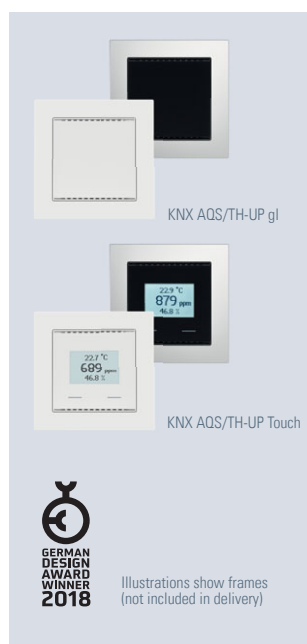 KNX AQS/TH-UP gl
22.9 °C
879 ppm
46.8 %
22.7 °C
689 ppm
46.8 %
KNX AQS/TH-UP Touch
GERMAN
DESIGN
AWARD
WINNER
2018
Illustrations show frames
(not included in delivery)